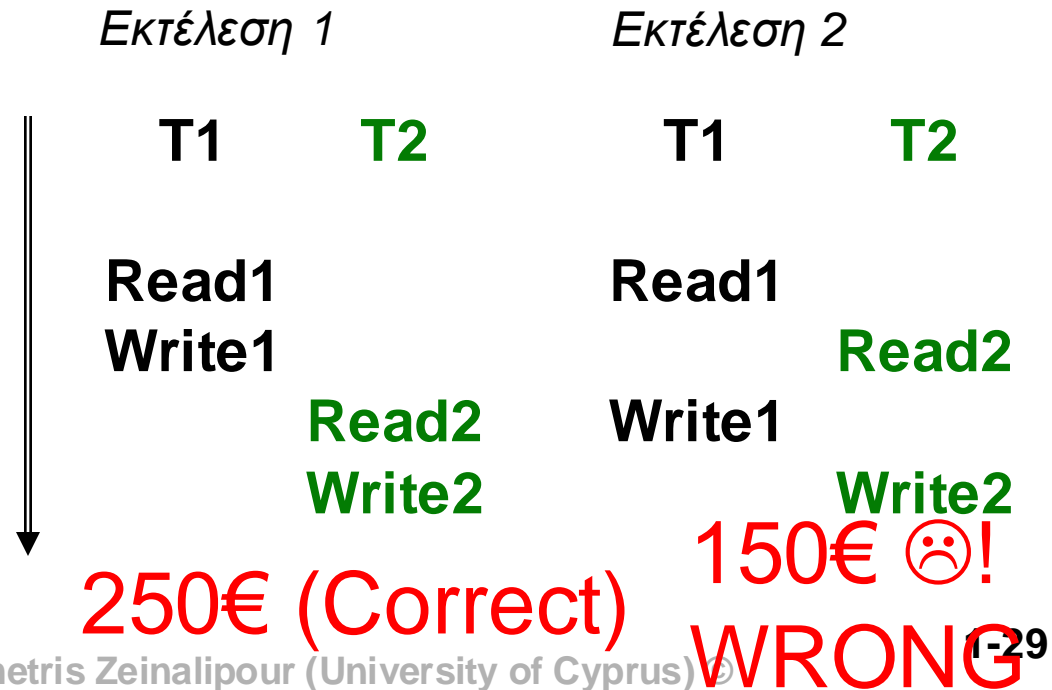 Εκτέλεση 1 Εκτέλεση 2
T1 T2 T1 T2
Read1 Read1
Write1 Read2
Read2 Write1
Write2 Write2
150€ ☹!
250€ (Correct)
WRONG
1-29
netris Zeinalipour (University of Cyprus) ©